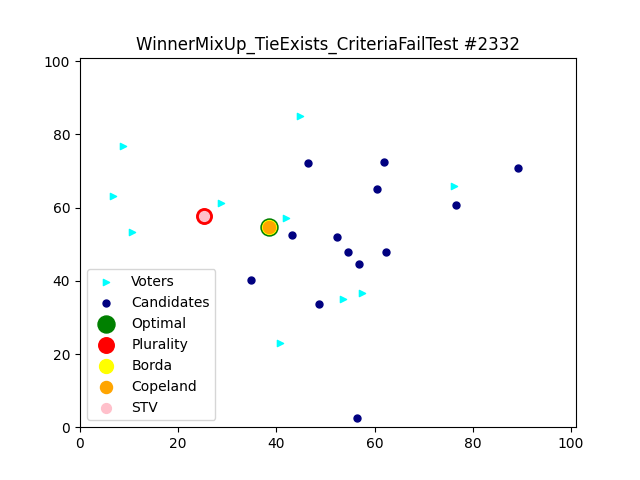 WinnerMixUp_TieExists_CriteriaFailTest #2332
100
80
60
40
20
0
Voters
Candidates
Optimal
Plurality
Borda
Copeland
STV
0 20 40 60 80 100